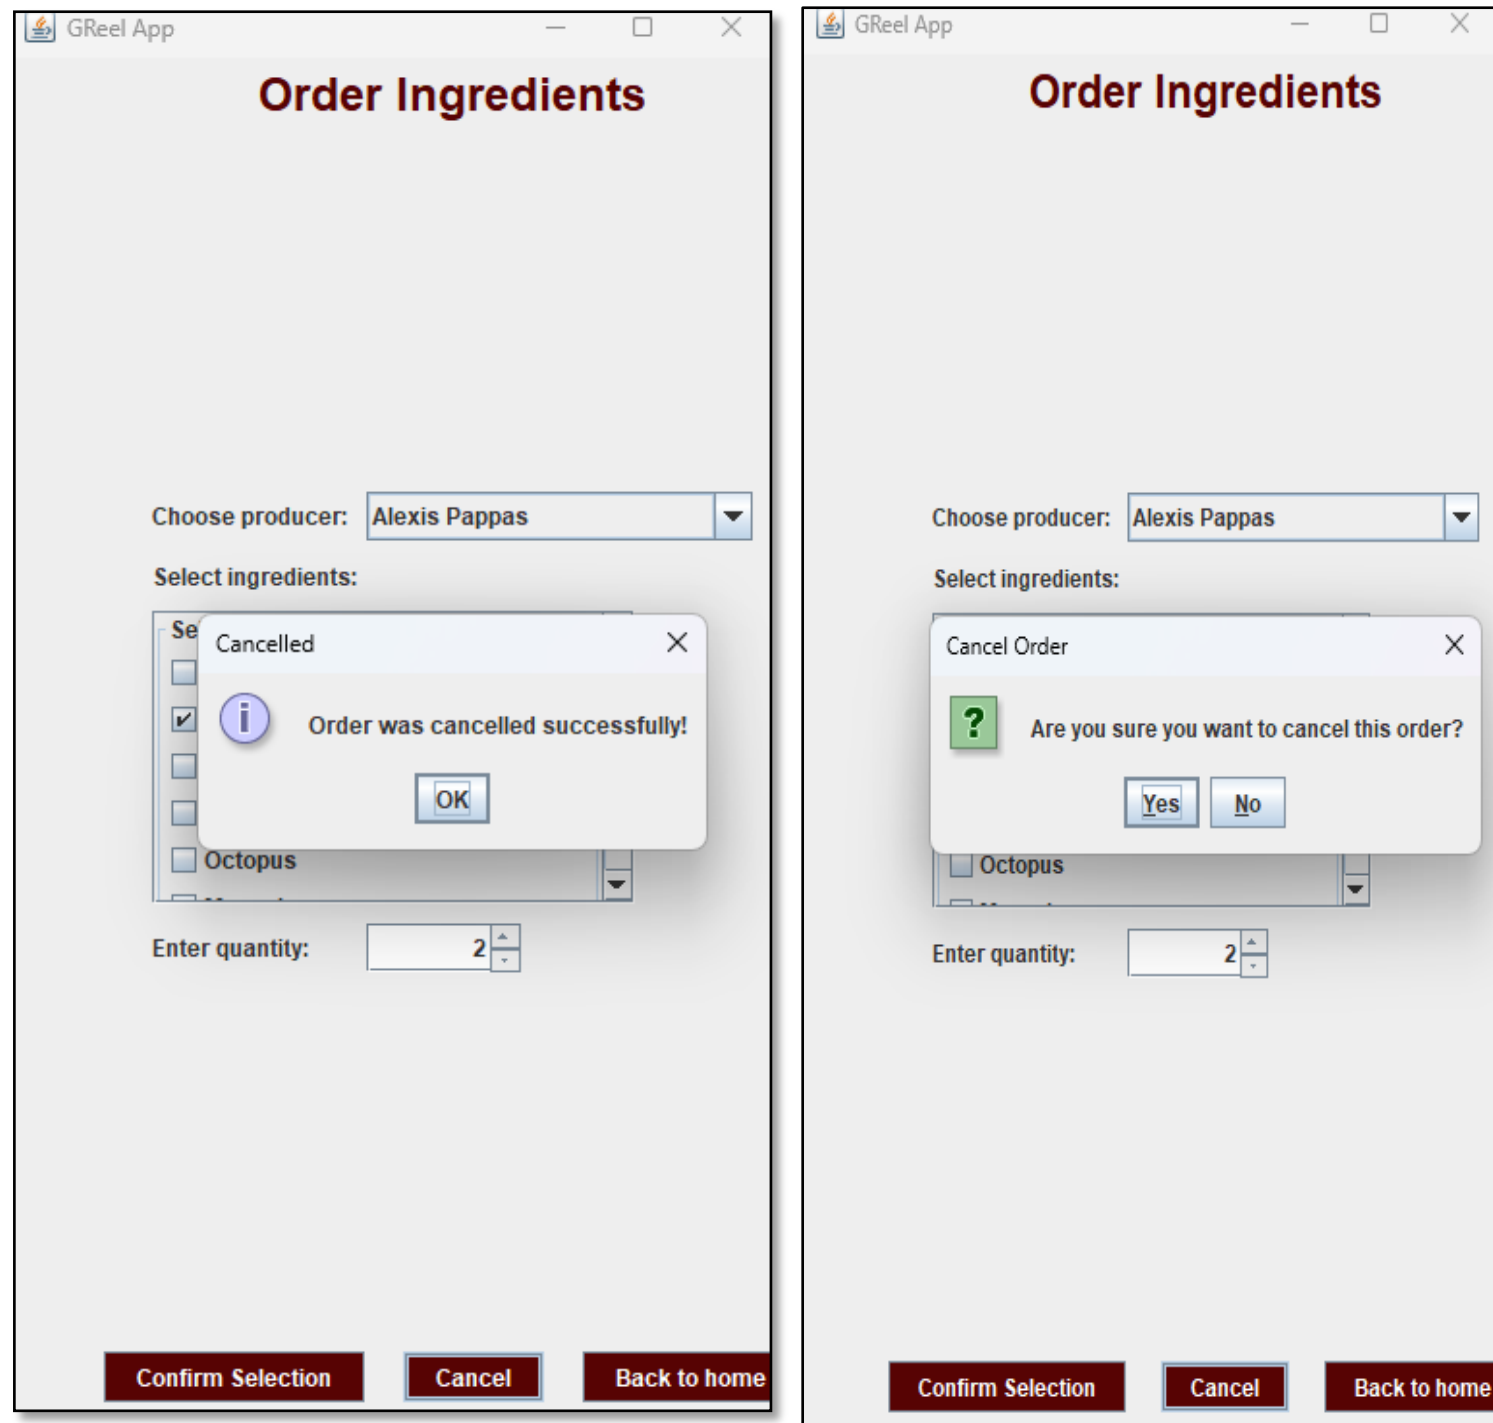 GReel App
Order Ingredients
Choose producer: Alexis Pappas
Select ingredients:
Se
Cancelled
Order was cancelled successfully!
OK
Octopus
Enter quantity: 2
Confirm Selection Cancel Back to home
GReel App
Order Ingredients
Choose producer: Alexis Pappas
Select ingredients:
Cancel Order
Are you sure you want to cancel this order?
Yes No
Octopus
Enter quantity: 2
Confirm Selection Cancel Back to home